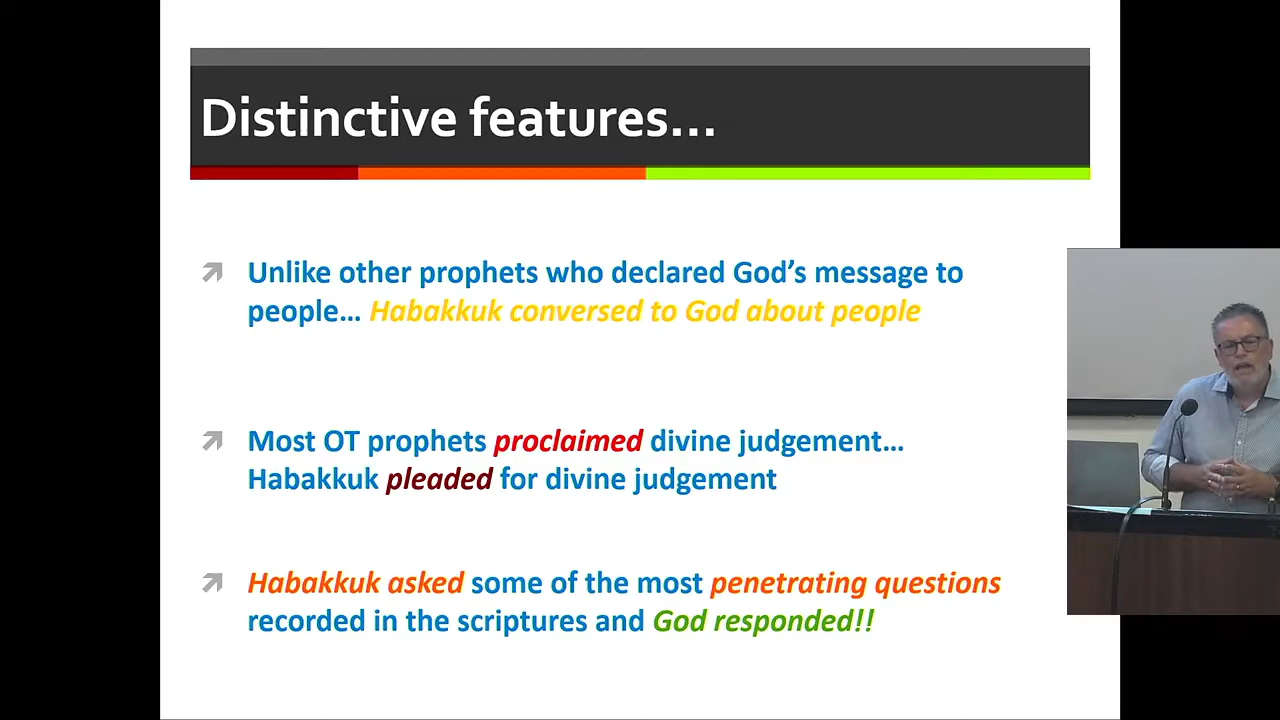 Distinctive features…
Unlike other prophets who declared God’s message to
people… Habakkuk conversed to God about people
Most OT prophets proclaimed divine judgement…
Habakkuk pleaded for divine judgement
Habakkuk asked some of the most penetrating questions
recorded in the scriptures and God responded!!